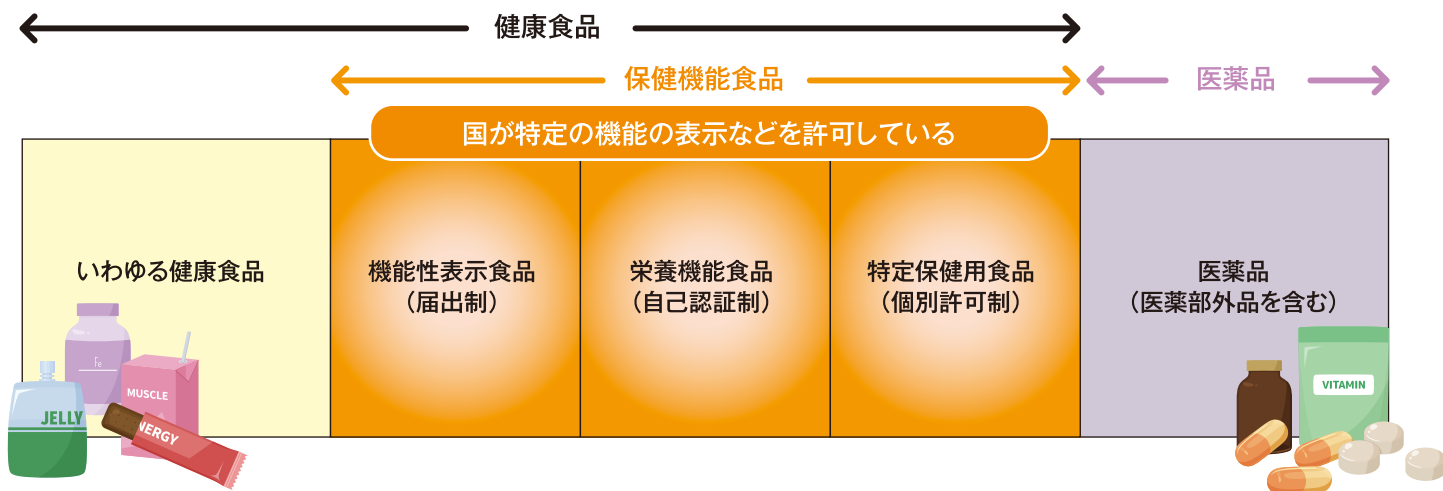 健康食品
保健機能食品
医薬品
国が特定の機能の表示などを許可している
いわゆる健康食品
機能性表示食品
（届出制）
栄養機能食品
（自己認証制）
特定保健用食品
（個別許可制）
医薬品
（医薬部外品を含む）
Fe
MUSCLE
JELLY
NERGY
VITAMIN